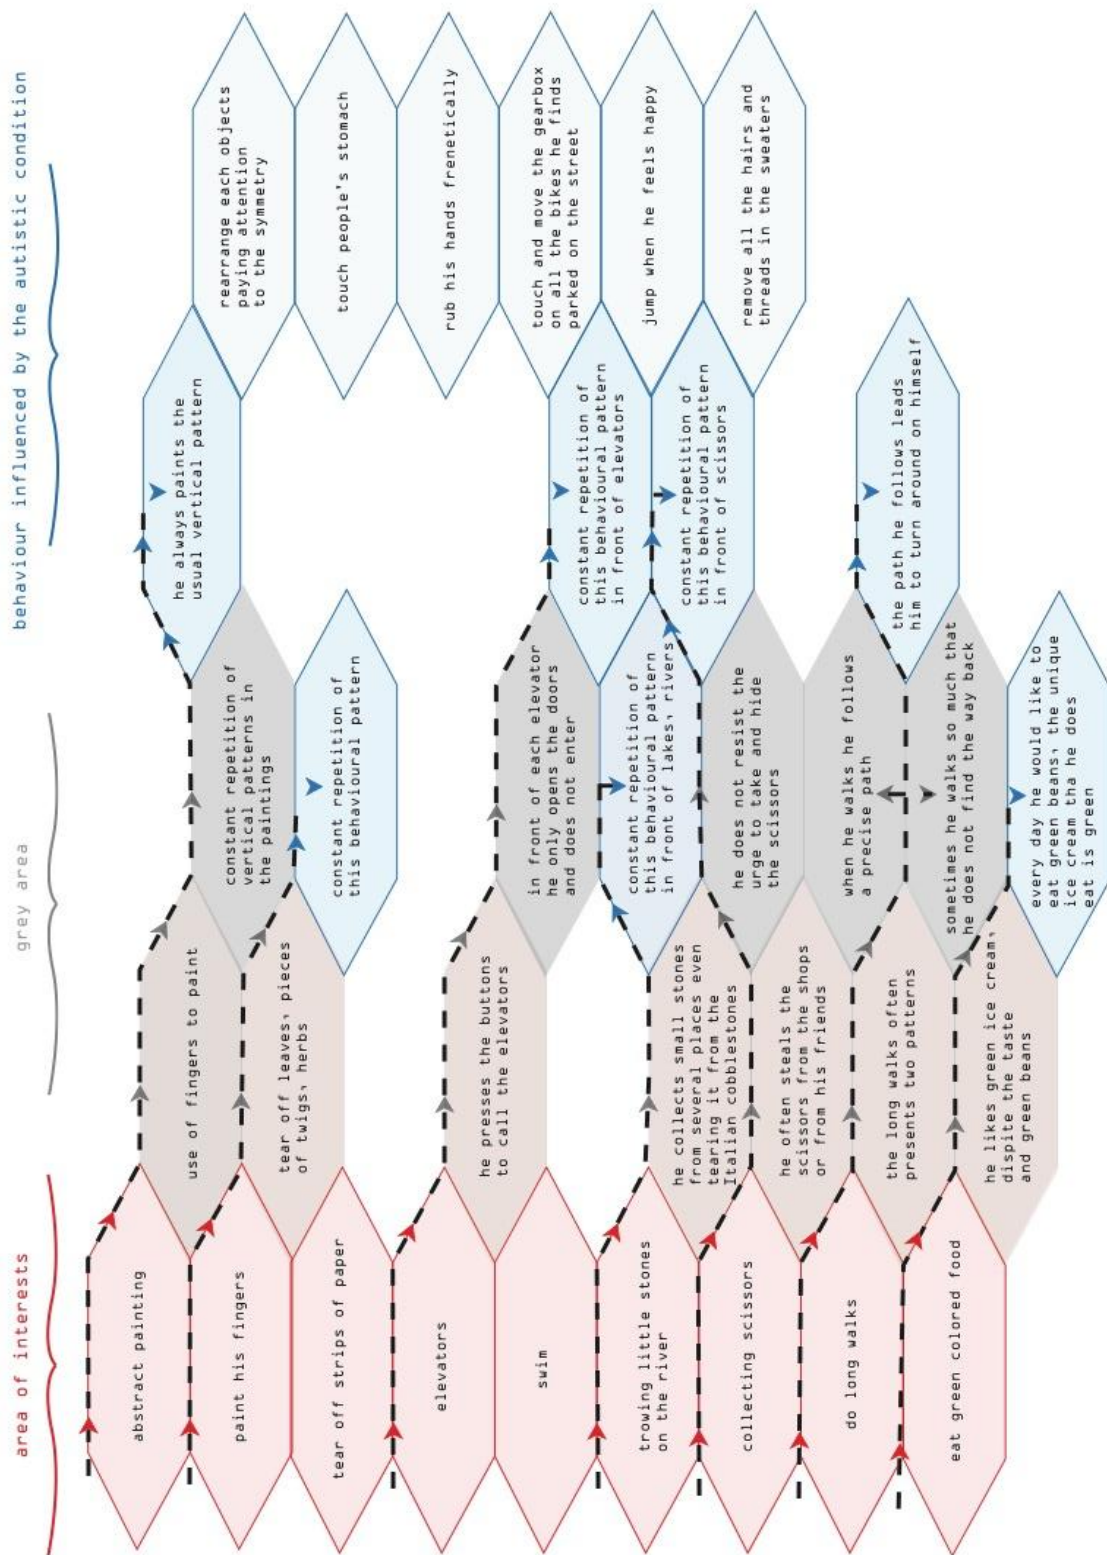 area of interests
grey area
behaviour influenced by the autistic condition
abstract painting
paint his fingers
tear off strips of paper
elevators
swim
trowing little stones
on the river
collecting scissors
do long walks
eat green colored food
use of fingers to paint
tear off leaves, pieces
of twigs, herbs
he presses the buttons
to call the elevators
he collects small stones
from several places even
tearing it from the
Italian cobblestones
he often steals the
scissors from the shops
or from his friends
the long walks often
presents two patterns
he likes green ice cream,
dispite the taste
and green beans
constant repetition of
vertical patterns in
the paintings
constant repetition of
this behavioural pattern
in front of each elevator
he only opens the doors
and does not enter
constant repetition of
this behavioural pattern
in front of lakes, rivers
he does not resist the
urge to take and hide
the scissors
when he walks he follows
a precise path
sometimes he walks so much that
he does not find the way back
every day he would like to
eat green beans, the unique
ice cream tha he does
eat is green
he always paints the
usual vertical pattern
constant repetition of
this behavioural pattern
in front of elevators
constant repetition of
this behavioural pattern
in front of scissors
the path he follows leads
him to turn around on himself
rearrange each objects
paying attention
to the symmetry
touch people's stomach
rub his hands frenetically
touch and move the gearbox
on all the bikes he finds
parked on the street
jump when he feels happy
remove all the hairs and
threads in the sweaters